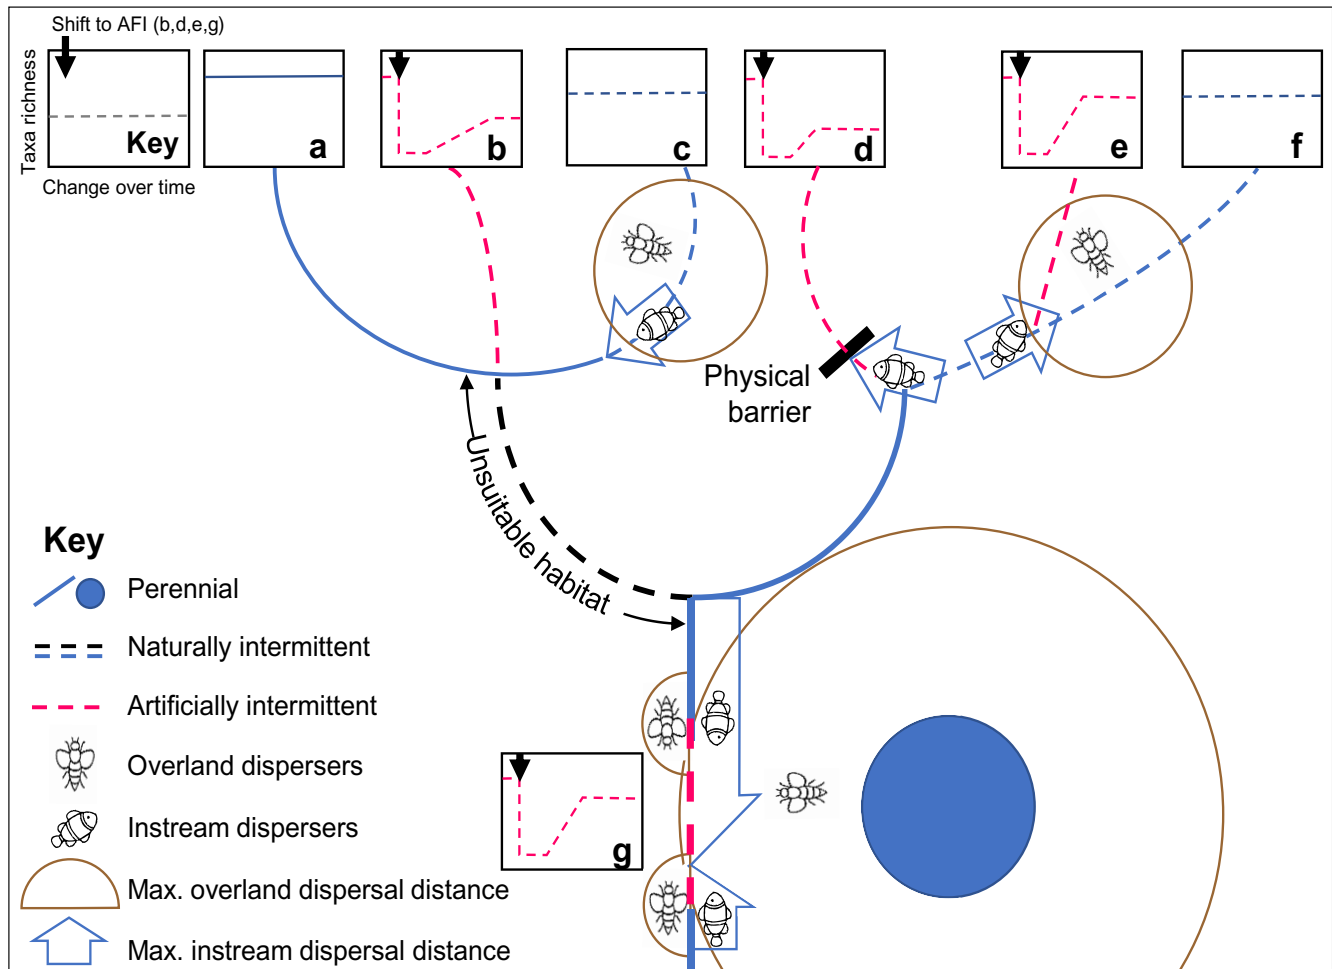 Shift to AFI (b,d,e,g)
Taxa richness
Key
a
b
c
d
e
f
Change over time
Physical
barrier
Unsuitable habitat
Key
Perennial
Naturally intermittent
Artificially intermittent
Overland dispersers
Instream dispersers
Max. overland dispersal distance
Max. instream dispersal distance
g